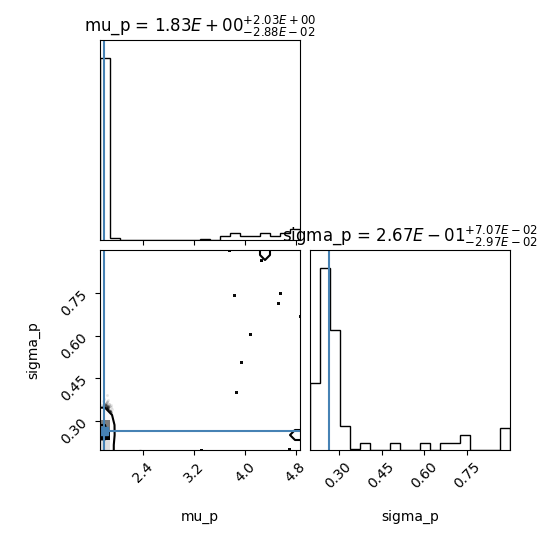 mu_p = 1.83E + 00+2.03E + 00 −2.88E − 02
sigma_p = 2.67E − 01+7.07E − 02 −2.97E − 02
0.75
0.60
0.45
0.30
sigma_p
2.4 3.2 4.0 4.8
0.30 0.45 0.60 0.75
mu_p sigma_p